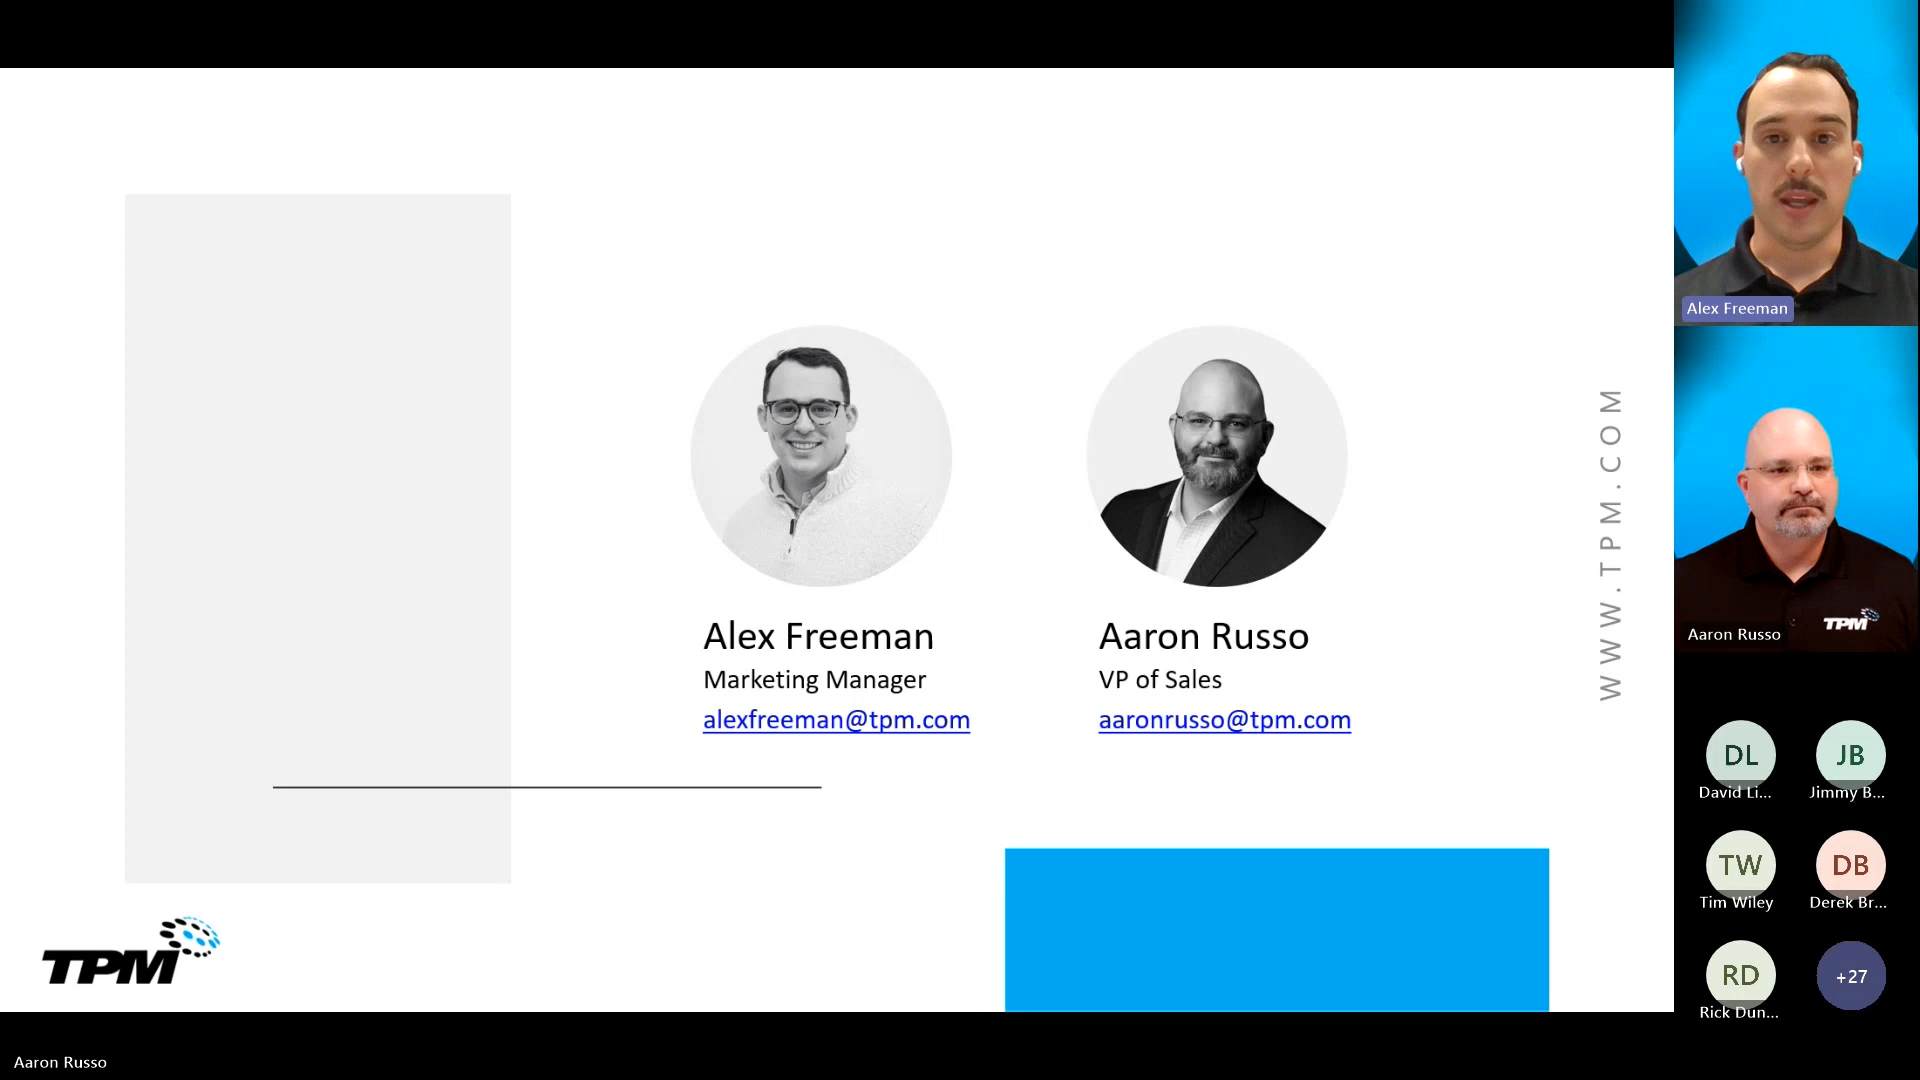 Alex Freeman
Marketing Manager
alexfreeman@tpm.com
Aaron Russo
VP of Sales
aaronrusso@tpm.com
WWW.TPM.COM
TPM
Alex Freeman
TPM
Aaron Russo
DL
David Li...
JB
Jimmy B...
TW
Tim Wiley
DB
Derek Br...
RD
Rick Dun...
+27
Aaron Russo